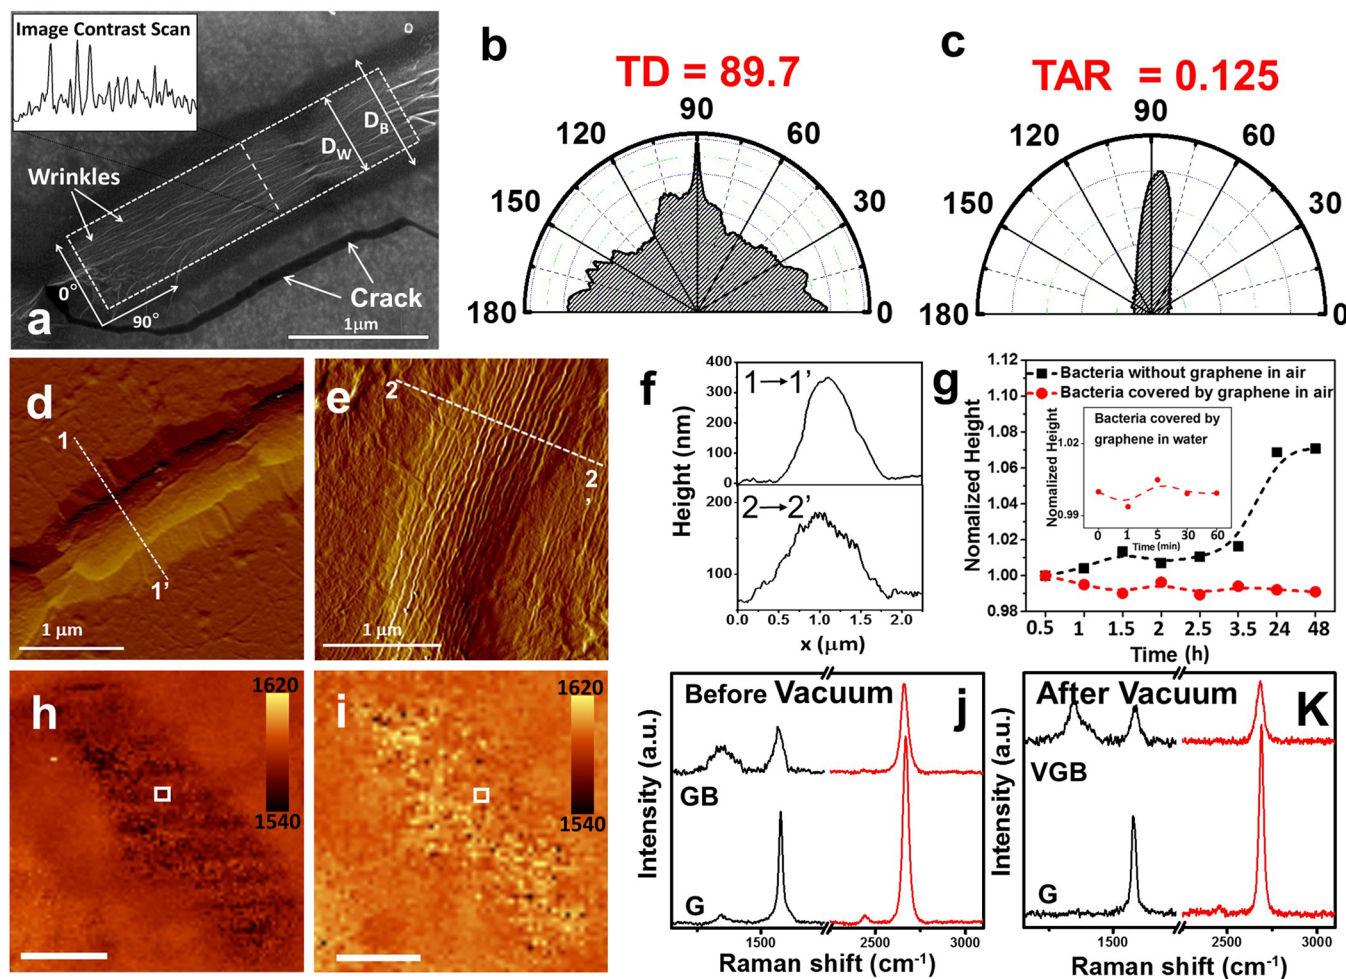 Image Contrast Scan
D_B
D_W
Wrinkles
0°
90°
Crack
1μm
a
b
TD = 89.7
90
120
60
150
30
180
0
c
TAR = 0.125
90
120
60
150
30
180
0
d
1
1'
1 μm
e
2
2'
1 μm
f
400
1→1'
300
200
100
0
Height (nm)
200
2→2'
100
0.0 0.5 1.0 1.5 2.0
x (μm)
g
1.12
1.10
1.08
1.06
1.04
1.02
1.00
0.98
Nomalized Height
Bacteria without graphene in air
Bacteria covered by graphene in air
Bacteria covered by
graphene in water
Normalized Height
1.02
0.99
0 1 5 30 60
Time (min)
0.5 1 1.5 2 2.5 3.5 24 48
Time (h)
h
1620
1540
i
1620
1540
Before Vacuum
j
Intensity (a.u.)
GB
G
1500 2500 3000
Raman shift (cm⁻¹)
After Vacuum
K
Intensity (a.u.)
VGB
G
1500 2500 3000
Raman shift (cm⁻¹)